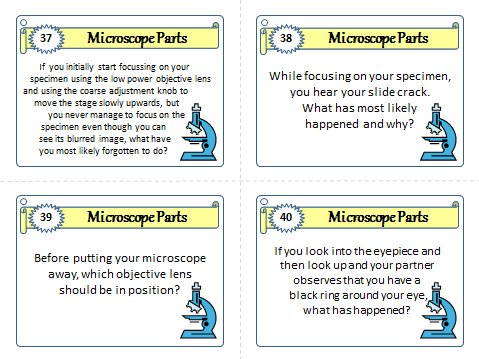 37
Microscope Parts
If you initially start focussing on your
specimen using the low power objective lens
and using the coarse adjustment knob to
move the stage slowly upwards, but
you never manage to focus on the
specimen even though you can
see its blurred image, what have
you most likely forgotten to do?
38
Microscope Parts
While focusing on your specimen,
you hear your slide crack.
What has most likely
happened and why?
39
Microscope Parts
Before putting your microscope
away, which objective lens
should be in position?
40
Microscope Parts
If you look into the eyepiece and
then look up and your partner
observes that you have a
black ring around your eye,
what has happened?